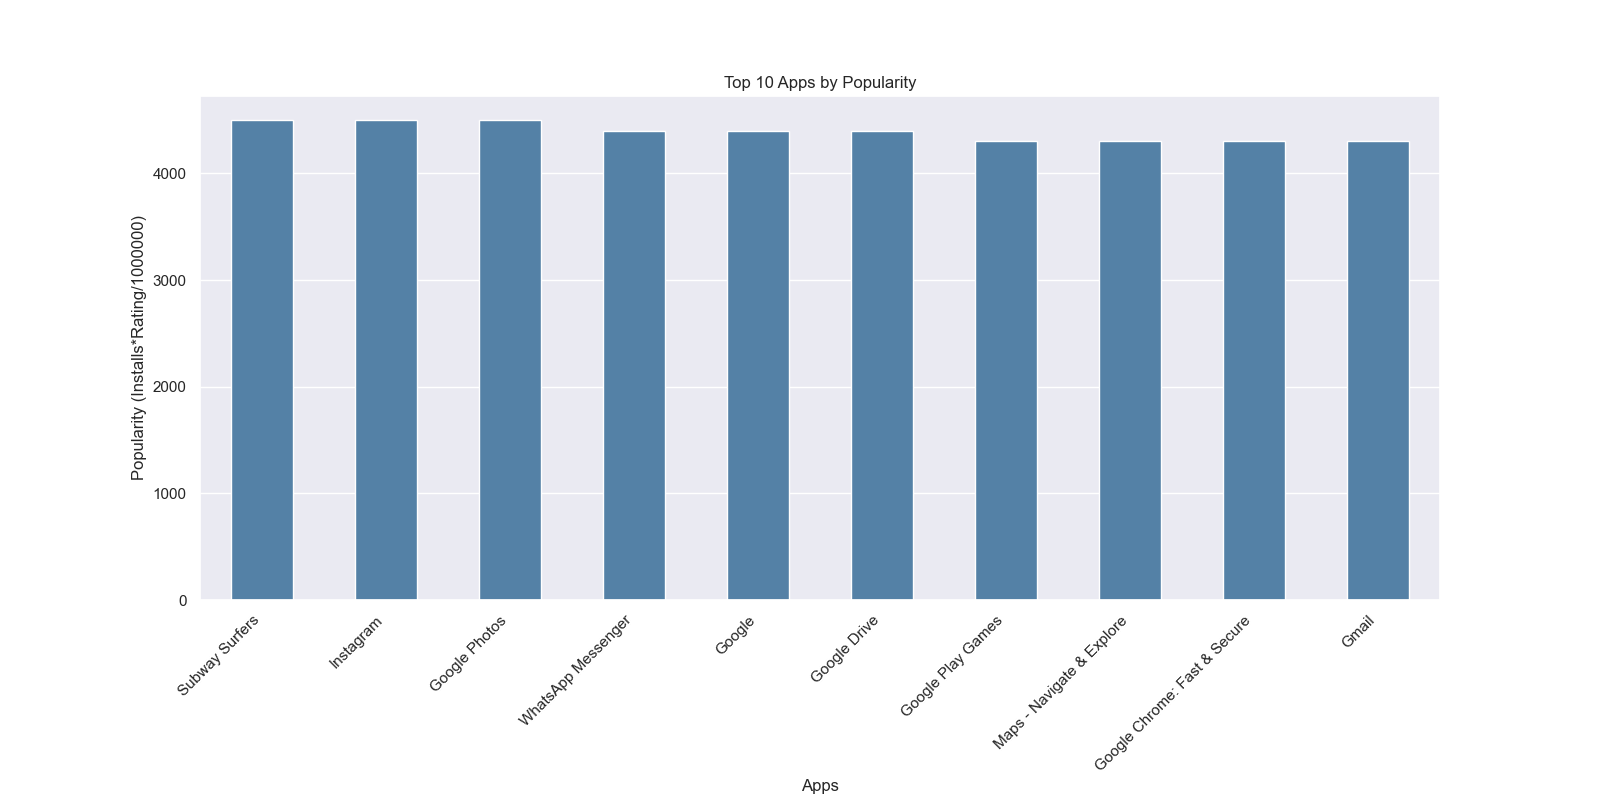 Top 10 Apps by Popularity
Popularity (Installs*Rating/1000000)
4000
3000
2000
1000
0
Subway Surfers
Instagram
Google Photos
WhatsApp Messenger
Google
Google Drive
Google Play Games
Maps - Navigate & Explore
Google Chrome: Fast & Secure
Gmail
Apps